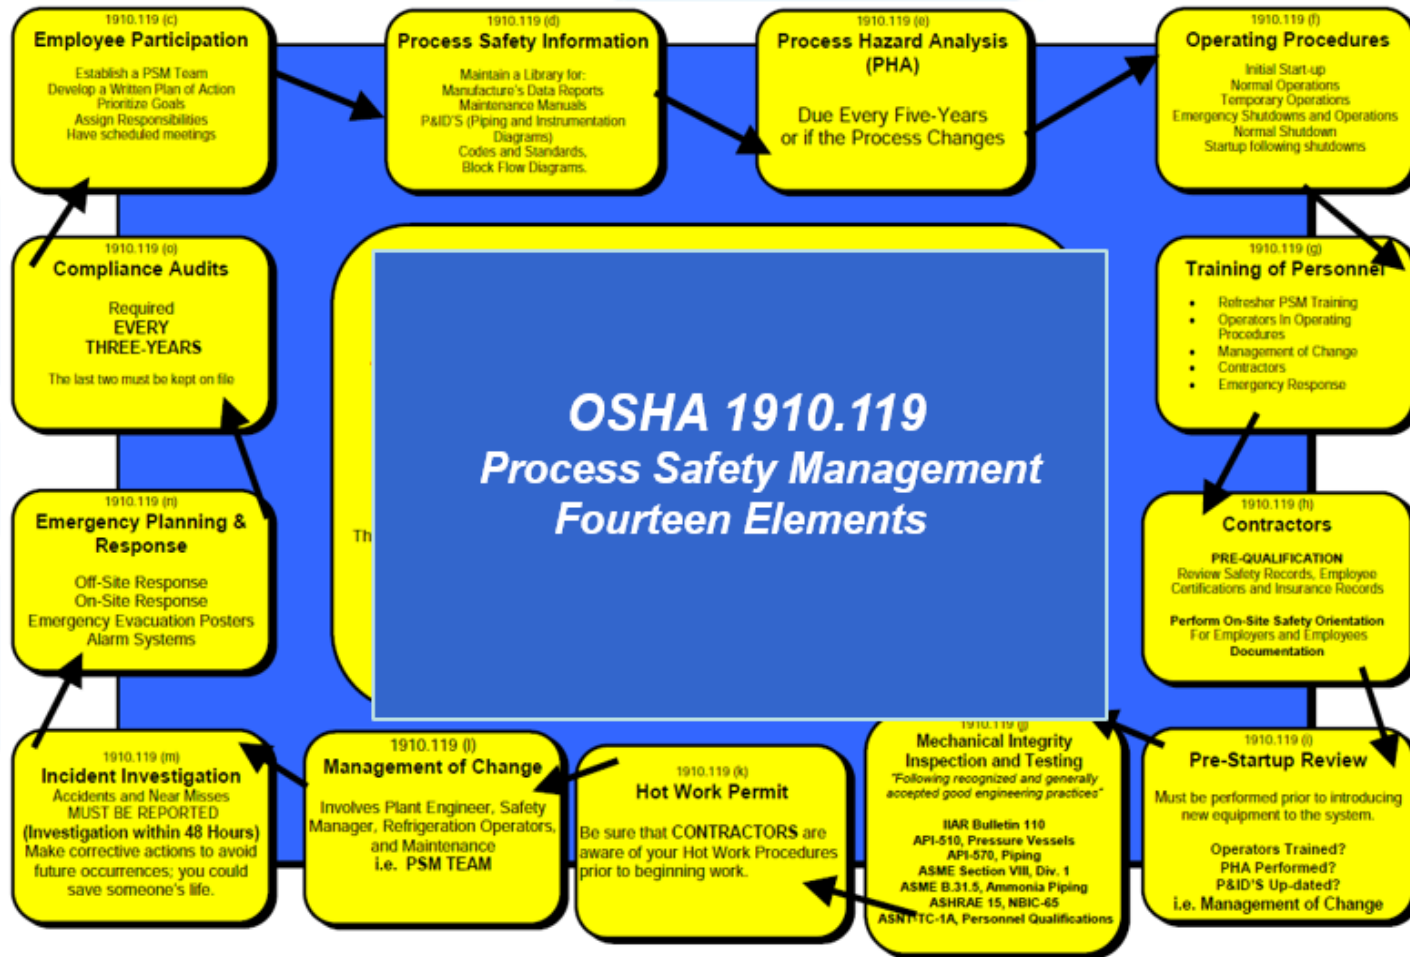 1910.119 (c)
Employee Participation
Establish a PSM Team
Develop a Written Plan of Action
Prioritize Goals
Assign Responsibilities
Have scheduled meetings
1910.119 (d)
Process Safety Information
Maintain a Library for:
Manufacture's Data Reports
Maintenance Manuals
P&ID'S (Piping and Instrumentation
Diagrams)
Codes and Standards,
Block Flow Diagrams.
1910.119 (e)
Process Hazard Analysis
(PHA)
Due Every Five-Years
or if the Process Changes
1910.119 (f)
Operating Procedures
Initial Start-up
Normal Operations
Temporary Operations
Emergency Shutdowns and Operations
Normal Shutdown
Startup following shutdowns
1910.119 (g)
Training of Personnel
• Refresher PSM Training
• Operators In Operating
Procedures
• Management of Change
• Contractors
• Emergency Response
1910.119 (h)
Contractors
PRE-QUALIFICATION
Review Safety Records, Employee
Certifications and Insurance Records
Perform On-Site Safety Orientation
For Employers and Employees
Documentation
1910.119 (i)
Pre-Startup Review
Must be performed prior to introducing
new equipment to the system.
Operators Trained?
PHA Performed?
P&ID'S Up-dated?
i.e. Management of Change
1910.119 (j)
Mechanical Integrity
Inspection and Testing
"Following recognized and generally
accepted good engineering practices"
IIAR Bulletin 110
API-510, Pressure Vessels
API-570, Piping
ASME Section VIII, Div. 1
ASME B.31.5, Ammonia Piping
ASHRAE 15, NBIC-65
ASNT-TC-1A, Personnel Qualifications
1910.119 (k)
Hot Work Permit
Be sure that CONTRACTORS are
aware of your Hot Work Procedures
prior to beginning work.
1910.119 (l)
Management of Change
Involves Plant Engineer, Safety
Manager, Refrigeration Operators,
and Maintenance
i.e. PSM TEAM
1910.119 (m)
Incident Investigation
Accidents and Near Misses
MUST BE REPORTED
(Investigation within 48 Hours)
Make corrective actions to avoid
future occurrences; you could
save someone's life.
1910.119 (n)
Emergency Planning &
Response
Off-Site Response
On-Site Response
Emergency Evacuation Posters
Alarm Systems
1910.119 (o)
Compliance Audits
Required
EVERY
THREE-YEARS
The last two must be kept on file
Th
OSHA 1910.119
Process Safety Management
Fourteen Elements